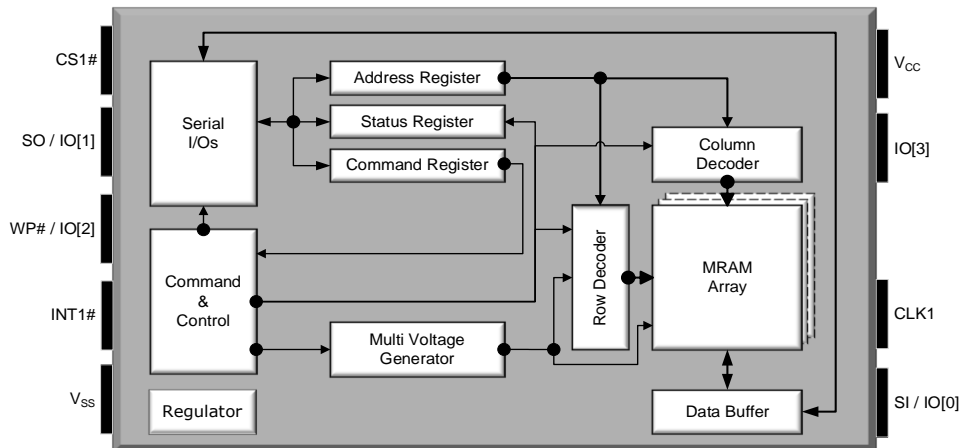 CS1#
SO / IO[1]
WP# / IO[2]
INT1#
VSS
Serial
I/Os
Command
&
Control
Regulator
Address Register
Status Register
Command Register
Multi Voltage
Generator
Row Decoder
Column
Decoder
MRAM
Array
Data Buffer
VCC
IO[3]
CLK1
SI / IO[0]